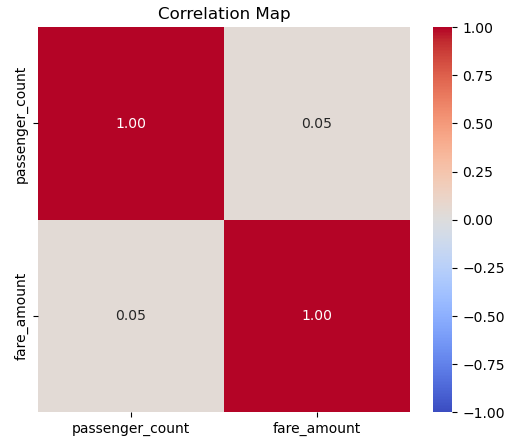 Correlation Map
passenger_count
1.00
0.05
fare_amount
0.05
1.00
passenger_count
fare_amount
1.00
0.75
0.50
0.25
0.00
−0.25
−0.50
−0.75
−1.00